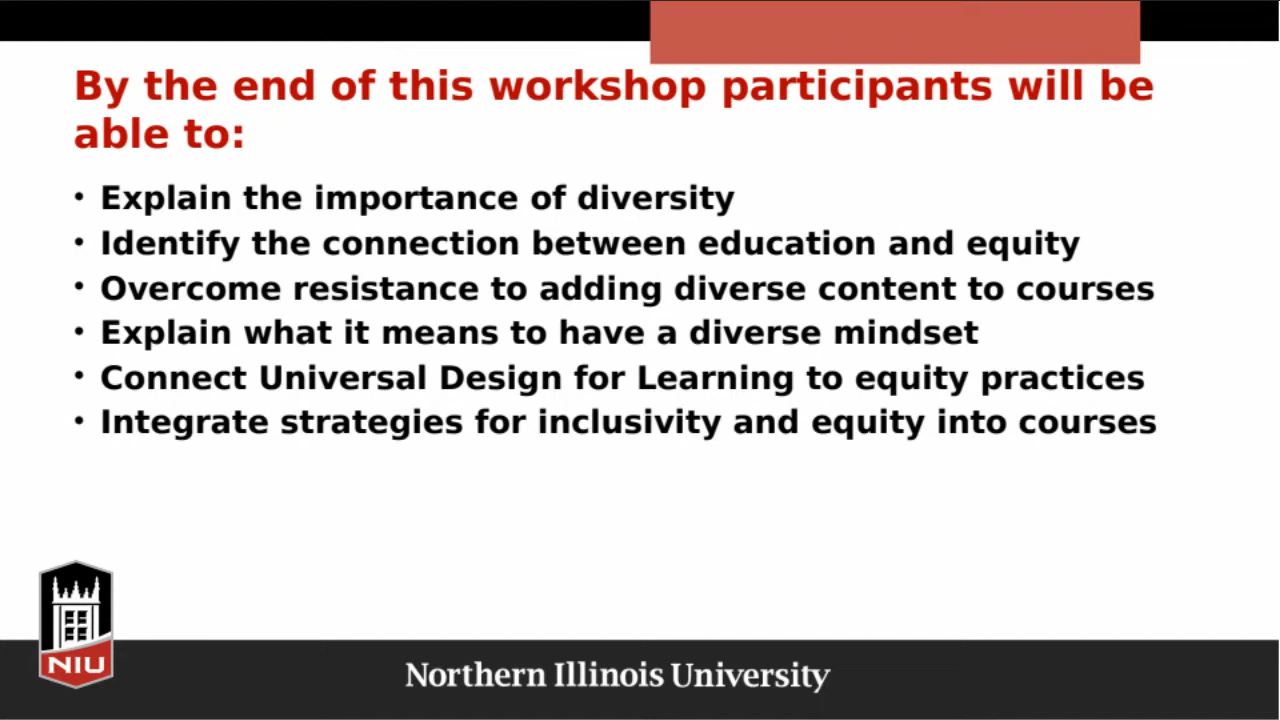 By the end of this workshop participants will be
able to:
• Explain the importance of diversity
• Identify the connection between education and equity
• Overcome resistance to adding diverse content to courses
• Explain what it means to have a diverse mindset
• Connect Universal Design for Learning to equity practices
• Integrate strategies for inclusivity and equity into courses
NIU
Northern Illinois University